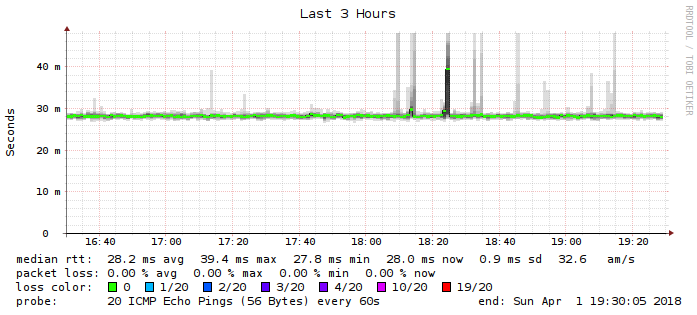 Last 3 Hours
RRDTOOL / TOBI OETIKER
Seconds
40 m
30 m
20 m
10 m
0
16:40 17:00 17:20 17:40 18:00 18:20 18:40 19:00 19:20
median rtt: 28.2 ms avg 39.4 ms max 27.8 ms min 28.0 ms now 0.9 ms sd 32.6 am/s
packet loss: 0.00 % avg 0.00 % max 0.00 % min 0.00 % now
loss color: 0 1/20 2/20 3/20 4/20 10/20 19/20
probe: 20 ICMP Echo Pings (56 Bytes) every 60s end: Sun Apr 1 19:30:05 2018